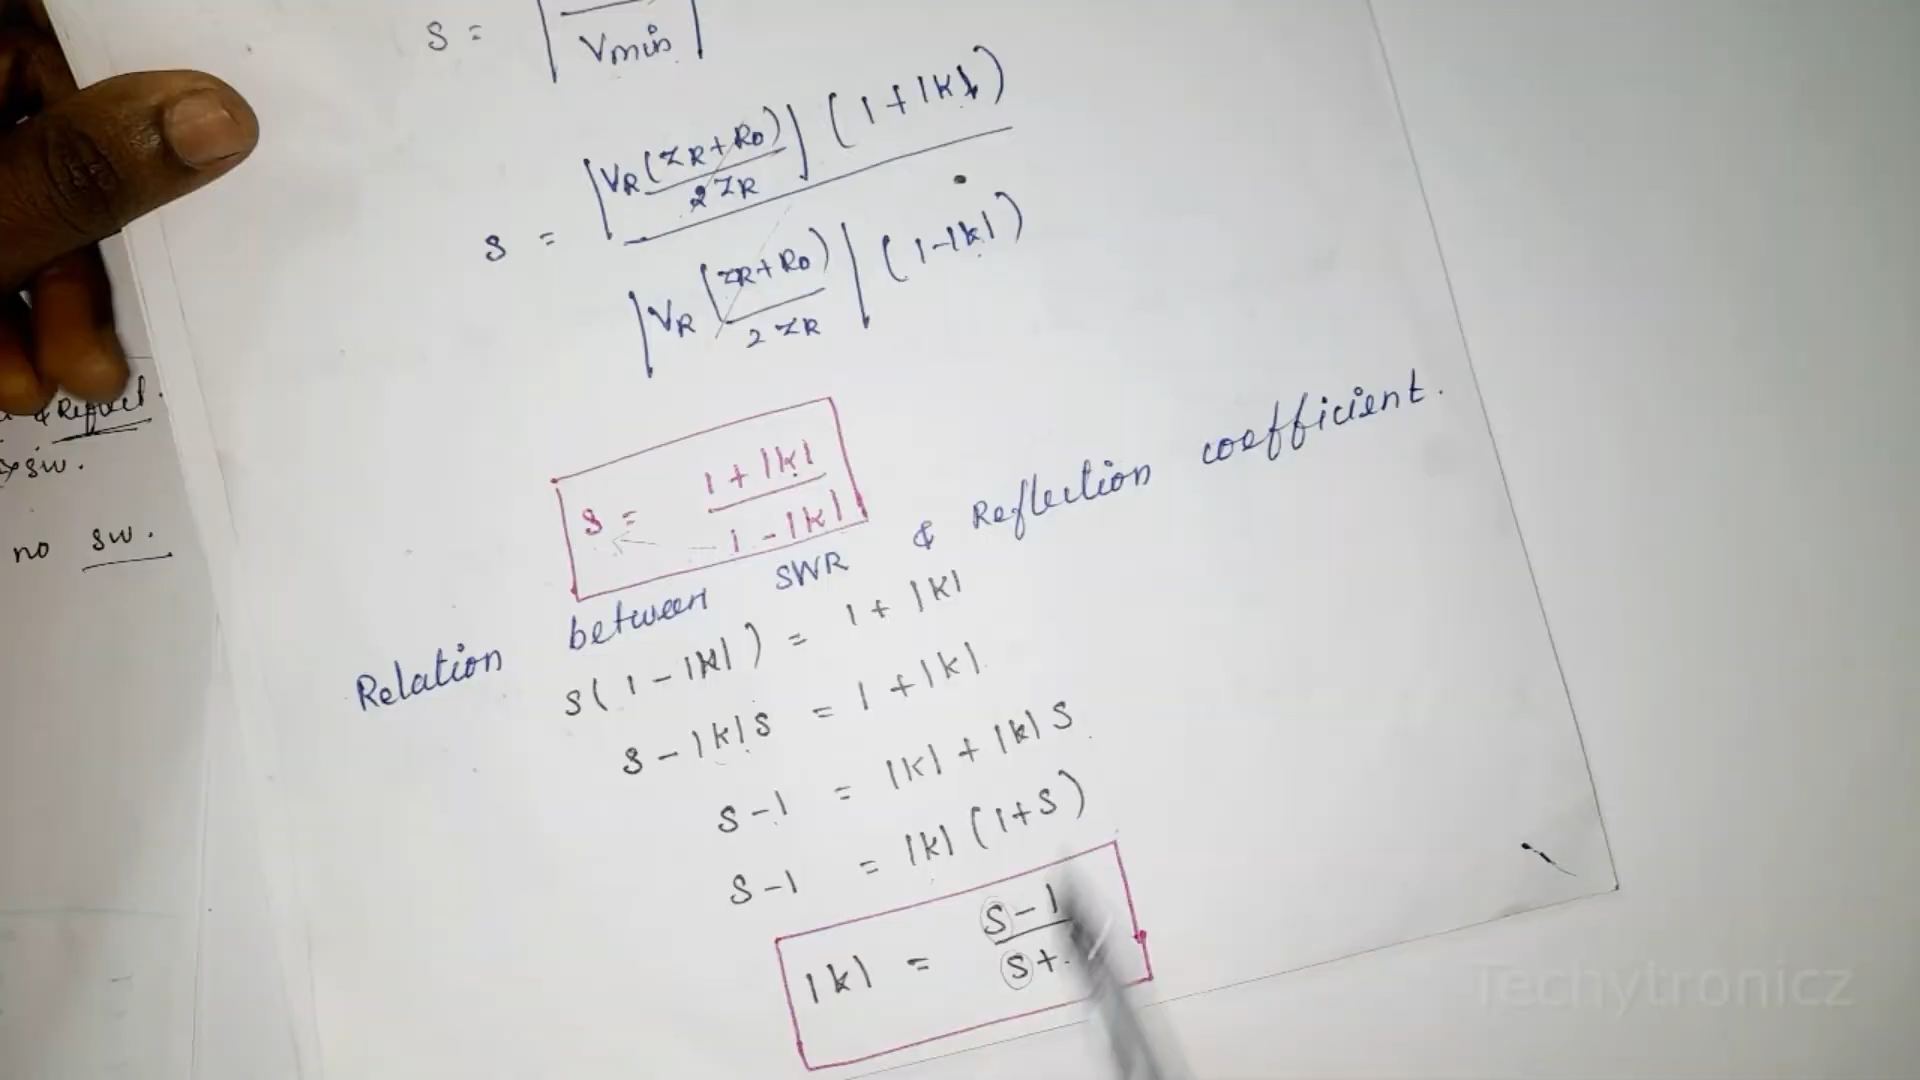 S = | / Vmin |
S = |VR(ZR+R0) / 2ZR| (1+|K|)
|VR (ZR+R0) / 2ZR| (1-|K|)
S = 1+|K| / 1-|K|
Relation between SWR & Reflection coefficient.
S(1-|K|) = 1+|K|
S-|K|S = 1+|K|
S-1 = |K|+|K|S
S-1 = |K|(1+S)
|K| = S-1 / S+
& Reflect.
SW.
no SW.
Techytronicz